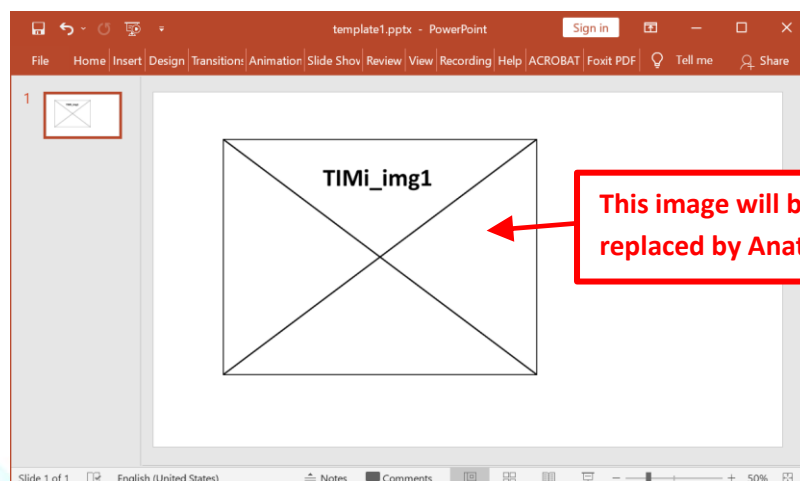 template1.pptx - PowerPoint
Sign in
File Home Insert Design Transition Animation Slide Shov Review View Recording Help ACROBAT Foxit PDF Tell me Share
1
TIMi_img1
This image will b
replaced by Anat
Slide 1 of 1 English (United States) Notes Comments 50%